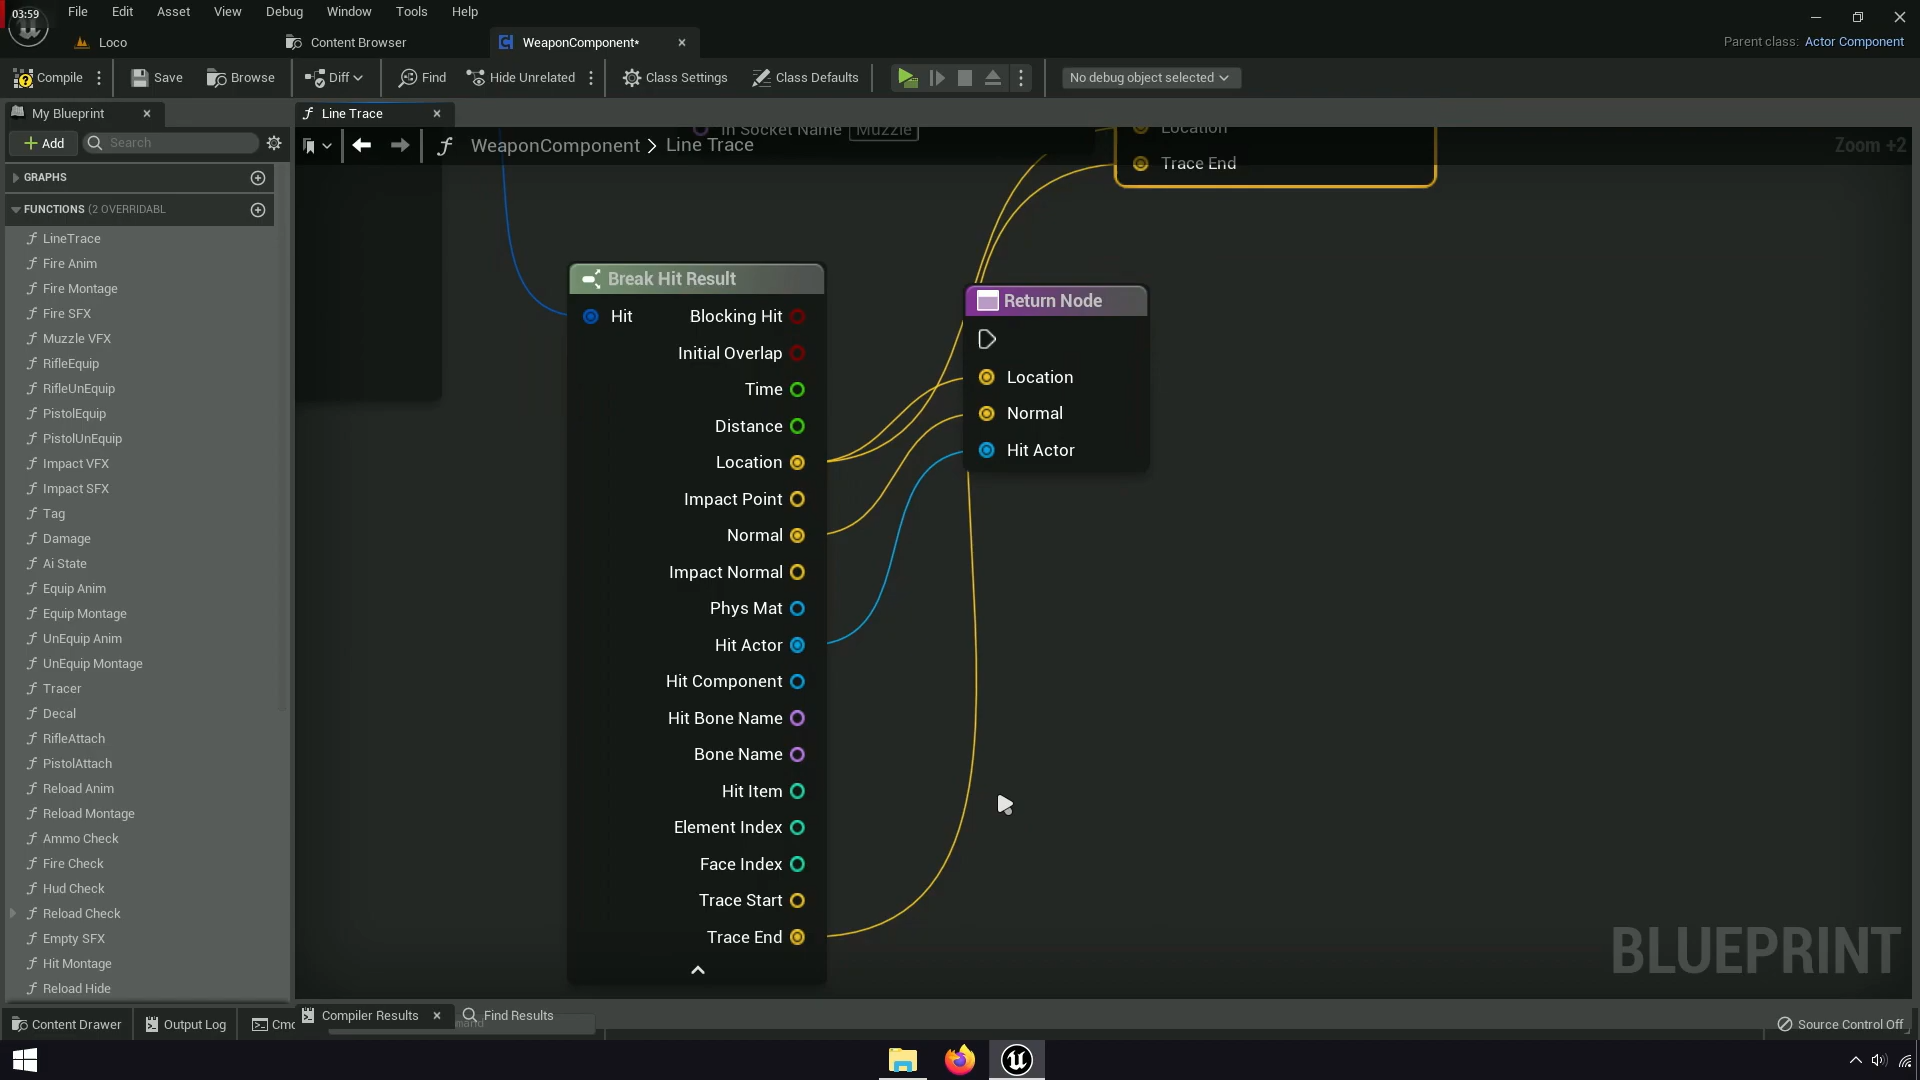 03:59
File Edit Asset View Debug Window Tools Help
Loco
Content Browser
WeaponComponent*
Parent class: Actor Component
Compile
Save
Browse
Diff
Find
Hide Unrelated
Class Settings
Class Defaults
No debug object selected
My Blueprint
Line Trace
Add
Search
WeaponComponent > Line Trace
Zoom +2
In Socket Name Muzzle
Location
Trace End
GRAPHS
FUNCTIONS (2 OVERRIDABL
LineTrace
Fire Anim
Fire Montage
Fire SFX
Muzzle VFX
RifleEquip
RifleUnEquip
PistolEquip
PistolUnEquip
Impact VFX
Impact SFX
Tag
Damage
Ai State
Equip Anim
Equip Montage
UnEquip Anim
UnEquip Montage
Tracer
Decal
RifleAttach
PistolAttach
Reload Anim
Reload Montage
Ammo Check
Fire Check
Hud Check
Reload Check
Empty SFX
Hit Montage
Reload Hide
Break Hit Result
Hit
Blocking Hit
Initial Overlap
Time
Distance
Location
Impact Point
Normal
Impact Normal
Phys Mat
Hit Actor
Hit Component
Hit Bone Name
Bone Name
Hit Item
Element Index
Face Index
Trace Start
Trace End
Return Node
Location
Normal
Hit Actor
BLUEPRINT
Compiler Results
Find Results
Content Drawer
Output Log
Cmd
Source Control Off